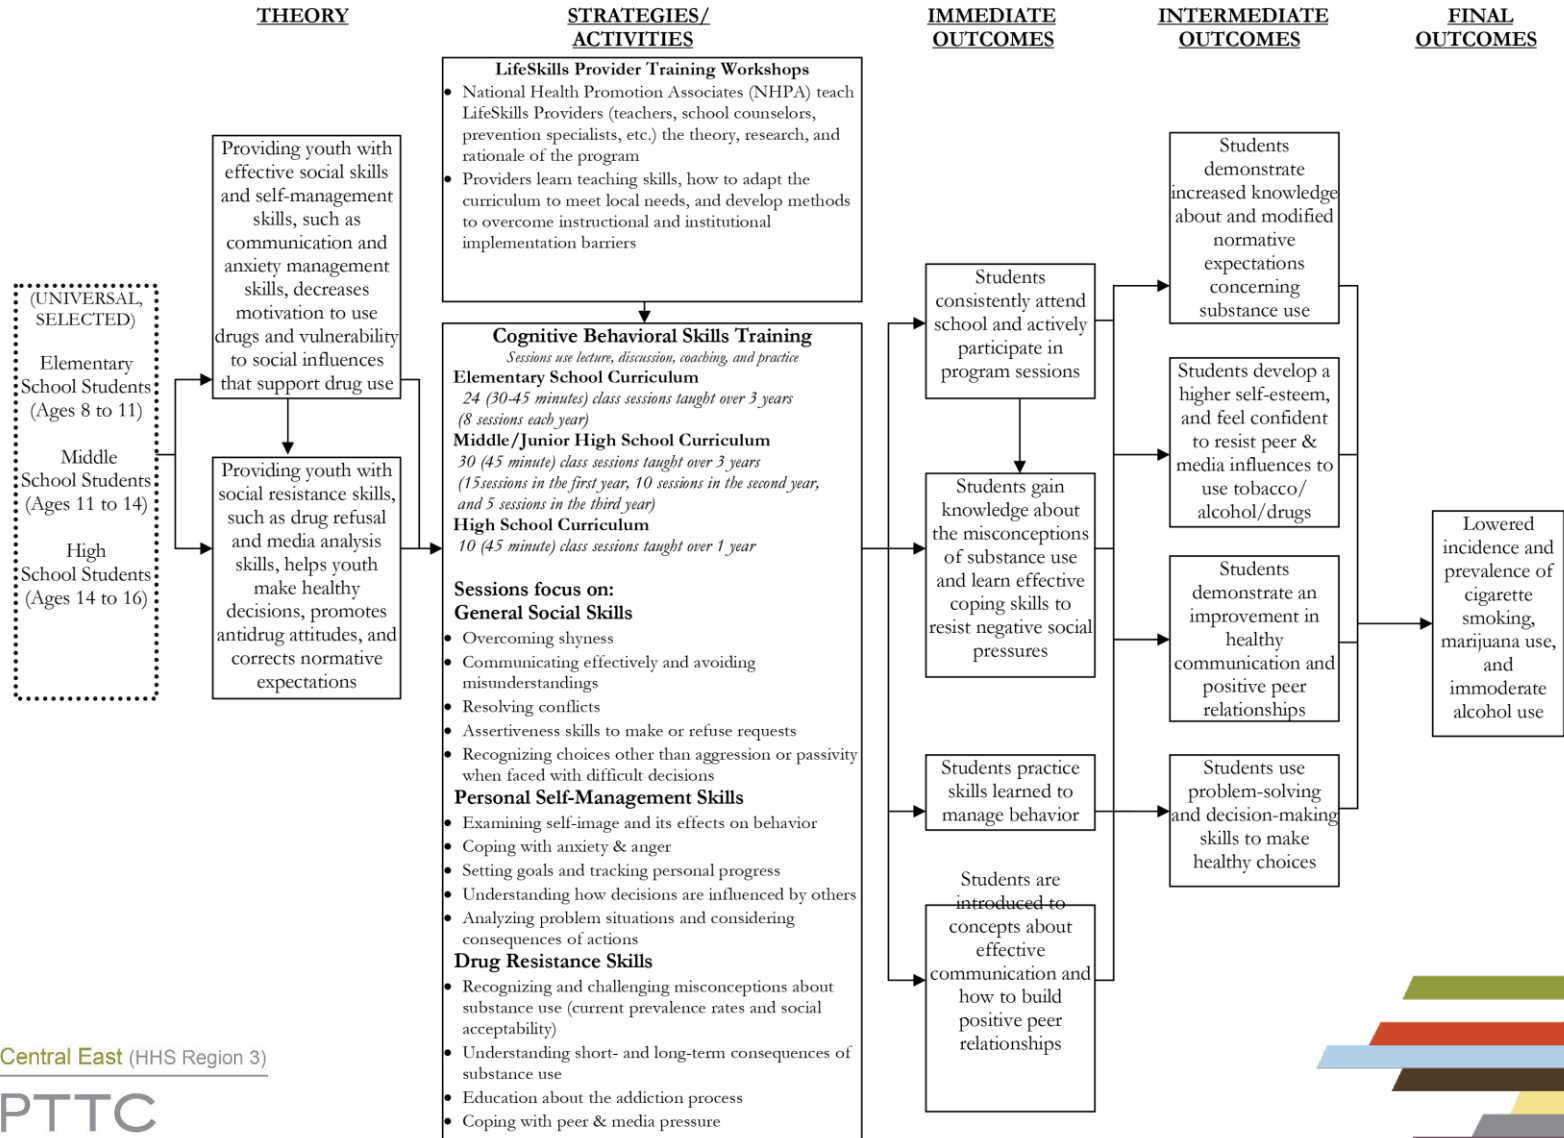 THEORY
STRATEGIES/
ACTIVITIES
IMMEDIATE
OUTCOMES
INTERMEDIATE
OUTCOMES
FINAL
OUTCOMES
(UNIVERSAL,
SELECTED)
Elementary
School Students
(Ages 8 to 11)
Middle
School Students
(Ages 11 to 14)
High
School Students
(Ages 14 to 16)
Providing youth with
effective social skills
and self-management
skills, such as
communication and
anxiety management
skills, decreases
motivation to use
drugs and vulnerability
to social influences
that support drug use
Providing youth with
social resistance skills,
such as drug refusal
and media analysis
skills, helps youth
make healthy
decisions, promotes
antidrug attitudes, and
corrects normative
expectations
LifeSkills Provider Training Workshops
• National Health Promotion Associates (NHPA) teach
LifeSkills Providers (teachers, school counselors,
prevention specialists, etc.) the theory, research, and
rationale of the program
• Providers learn teaching skills, how to adapt the
curriculum to meet local needs, and develop methods
to overcome instructional and institutional
implementation barriers
Cognitive Behavioral Skills Training
Sessions use lecture, discussion, coaching, and practice
Elementary School Curriculum
24 (30-45 minutes) class sessions taught over 3 years
(8 sessions each year)
Middle/Junior High School Curriculum
30 (45 minute) class sessions taught over 3 years
(15sessions in the first year, 10 sessions in the second year,
and 5 sessions in the third year)
High School Curriculum
10 (45 minute) class sessions taught over 1 year
Sessions focus on:
General Social Skills
• Overcoming shyness
• Communicating effectively and avoiding
misunderstandings
• Resolving conflicts
• Assertiveness skills to make or refuse requests
• Recognizing choices other than aggression or passivity
when faced with difficult decisions
Personal Self-Management Skills
• Examining self-image and its effects on behavior
• Coping with anxiety & anger
• Setting goals and tracking personal progress
• Understanding how decisions are influenced by others
• Analyzing problem situations and considering
consequences of actions
Drug Resistance Skills
• Recognizing and challenging misconceptions about
substance use (current prevalence rates and social
acceptability)
• Understanding short- and long-term consequences of
substance use
• Education about the addiction process
• Coping with peer & media pressure
Students
consistently attend
school and actively
participate in
program sessions
Students gain
knowledge about
the misconceptions
of substance use
and learn effective
coping skills to
resist negative social
pressures
Students practice
skills learned to
manage behavior
Students are
introduced to
concepts about
effective
communication and
how to build
positive peer
relationships
Students
demonstrate
increased knowledge
about and modified
normative
expectations
concerning
substance use
Students develop a
higher self-esteem,
and feel confident
to resist peer &
media influences to
use tobacco/
alcohol/drugs
Students
demonstrate an
improvement in
healthy
communication and
positive peer
relationships
Students use
problem-solving
and decision-making
skills to make
healthy choices
Lowered
incidence and
prevalence of
cigarette
smoking,
marijuana use,
and
immoderate
alcohol use
Central East (HHS Region 3)
PTTC